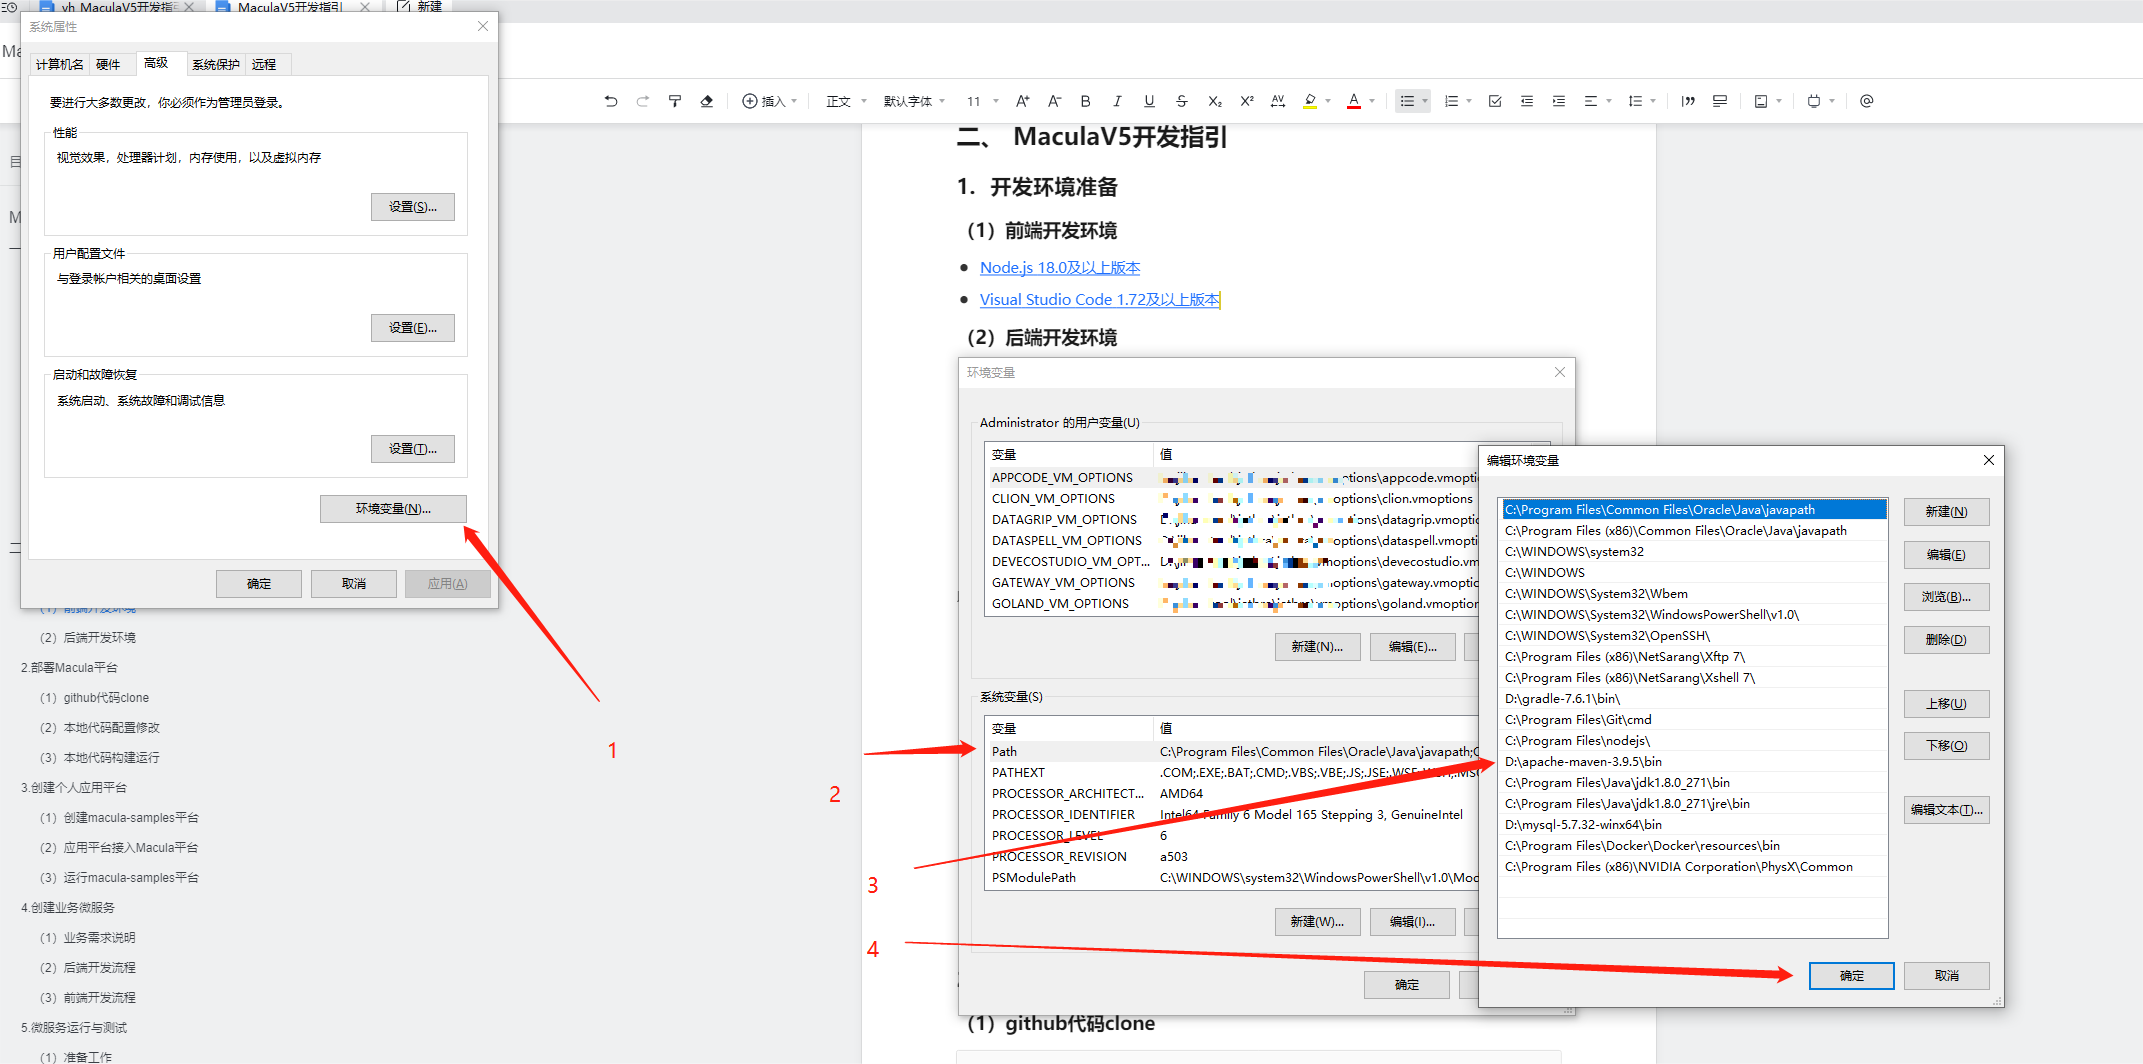 vh_MaculaV5开发指
MaculaV5开发指引
新建
系统属性
计算机名
硬件
高级
系统保护
远程
要进行大多数更改，你必须作为管理员登录。
性能
视觉效果，处理器计划，内存使用，以及虚拟内存
设置(S)...
用户配置文件
与登录帐户相关的桌面设置
设置(E)...
启动和故障恢复
系统启动、系统故障和调试信息
设置(T)...
环境变量(N)...
确定
取消
应用(A)
（1）前端开发环境
（2）后端开发环境
2.部署Macula平台
（1）github代码clone
（2）本地代码配置修改
（3）本地代码构建运行
3.创建个人应用平台
（1）创建macula-samples平台
（2）应用平台接入Macula平台
（3）运行macula-samples平台
4.创建业务微服务
（1）业务需求说明
（2）后端开发流程
（3）前端开发流程
5.微服务运行与测试
（1）准备工作
插入
正文
默认字体
11
二、 MaculaV5开发指引
1. 开发环境准备
（1）前端开发环境
Node.js 18.0及以上版本
Visual Studio Code 1.72及以上版本
（2）后端开发环境
环境变量
Administrator 的用户变量(U)
变量 值
APPCODE_VM_OPTIONS ptions\appcode.vmopti
CLION_VM_OPTIONS options\clion.vmoptions
DATAGRIP_VM_OPTIONS options\datagrip.vmoptio
DATASPELL_VM_OPTIONS options\dataspell.vmopti
DEVECOSTUDIO_VM_OPT... options\devecostudio.vm
GATEWAY_VM_OPTIONS options\gateway.vmoptic
GOLAND_VM_OPTIONS options\goland.vmoption
新建(N)...
编辑(E)...
系统变量(S)
变量 值
Path C:\Program Files\Common Files\Oracle\Java\javapath;C
PATHEXT .COM;.EXE;.BAT;.CMD;.VBS;.VBE;.JS;.JSE;.WSF;.WSH;.MSC
PROCESSOR_ARCHITECT... AMD64
PROCESSOR_IDENTIFIER Intel64 Family 6 Model 165 Stepping 3, GenuineIntel
PROCESSOR_LEVEL 6
PROCESSOR_REVISION a503
PSModulePath C:\WINDOWS\system32\WindowsPowerShell\v1.0\Mod
新建(W)...
编辑(I)...
确定
编辑环境变量
C:\Program Files\Common Files\Oracle\Java\javapath
C:\Program Files (x86)\Common Files\Oracle\Java\javapath
C:\WINDOWS\system32
C:\WINDOWS
C:\WINDOWS\System32\Wbem
C:\WINDOWS\System32\WindowsPowerShell\v1.0\
C:\WINDOWS\System32\OpenSSH\
C:\Program Files (x86)\NetSarang\Xftp 7\
C:\Program Files (x86)\NetSarang\Xshell 7\
D:\gradle-7.6.1\bin\
C:\Program Files\Git\cmd
C:\Program Files\nodejs\
D:\apache-maven-3.9.5\bin
C:\Program Files\Java\jdk1.8.0_271\bin
C:\Program Files\Java\jdk1.8.0_271\jre\bin
D:\mysql-5.7.32-winx64\bin
C:\Program Files\Docker\Docker\resources\bin
C:\Program Files (x86)\NVIDIA Corporation\PhysX\Common
新建(N)
编辑(E)
浏览(B)...
删除(D)
上移(U)
下移(O)
编辑文本(T)...
确定
取消
1
2
3
4
（1）github代码clone